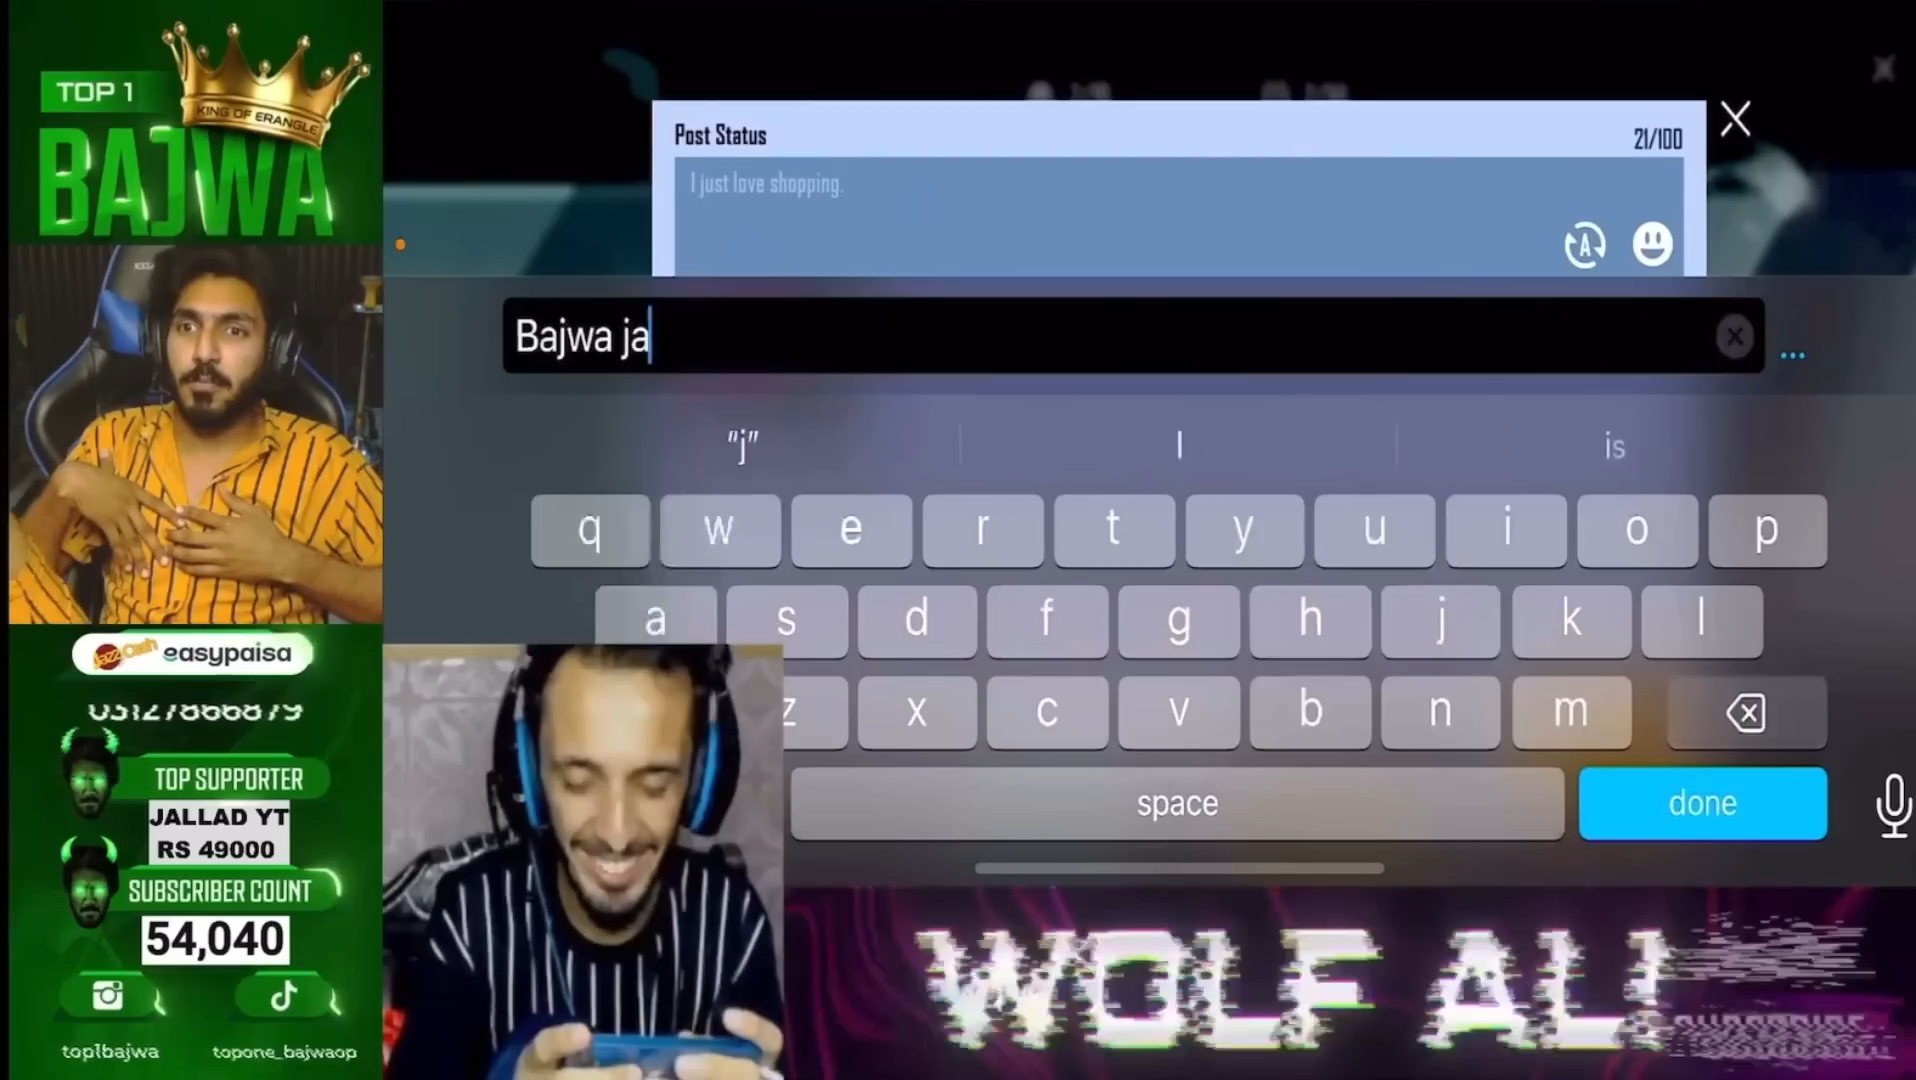 TOP 1
KING OF ERANGLE
BAJWA
easypaisa
03127866879
TOP SUPPORTER
JALLAD YT
RS 49000
SUBSCRIBER COUNT
54,040
top1bajwa
topone_bajwaop
Post Status
21/100
I just love shopping.
A
Bajwa ja
...
"j"
I
is
q w e r t y u i o p
a s d f g h j k l
z x c v b n m
space
done
WOLF ALI